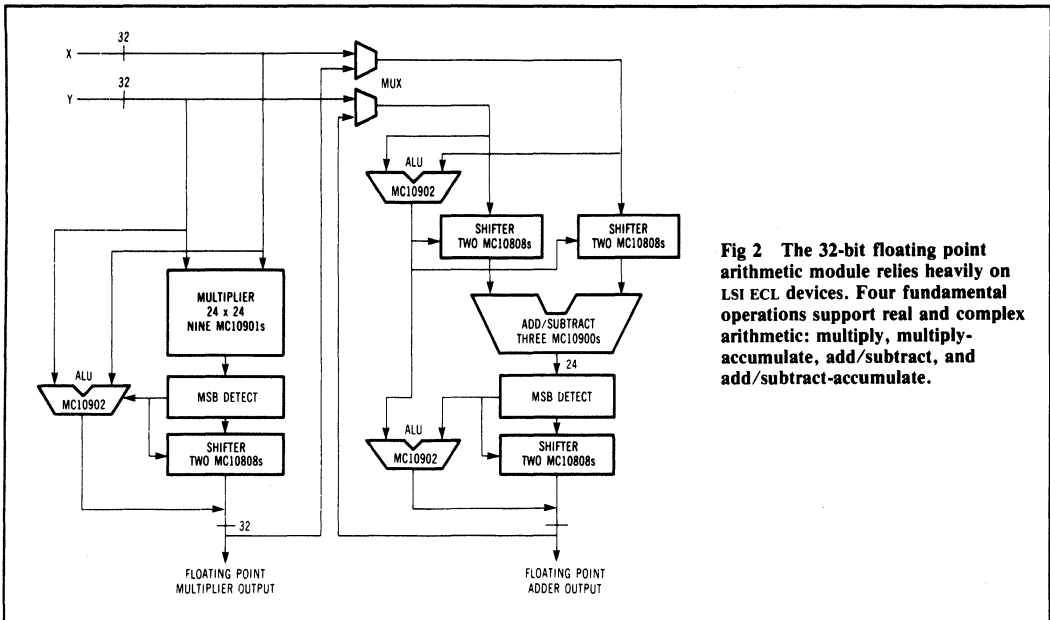 32
X
MUX
32
Y
ALU
MC10902
SHIFTER
TWO MC10808s
SHIFTER
TWO MC10808s
MULTIPLIER
24 x 24
NINE MC10901s
ADD/SUBTRACT
THREE MC10900s
24
ALU
MC10902
MSB DETECT
SHIFTER
TWO MC10808s
ALU
MC10902
MSB DETECT
SHIFTER
TWO MC10808s
32
FLOATING POINT
MULTIPLIER OUTPUT
FLOATING POINT
ADDER OUTPUT
Fig 2 The 32-bit floating point
arithmetic module relies heavily on
LSI ECL devices. Four fundamental
operations support real and complex
arithmetic: multiply, multiply-
accumulate, add/subtract, and
add/subtract-accumulate.